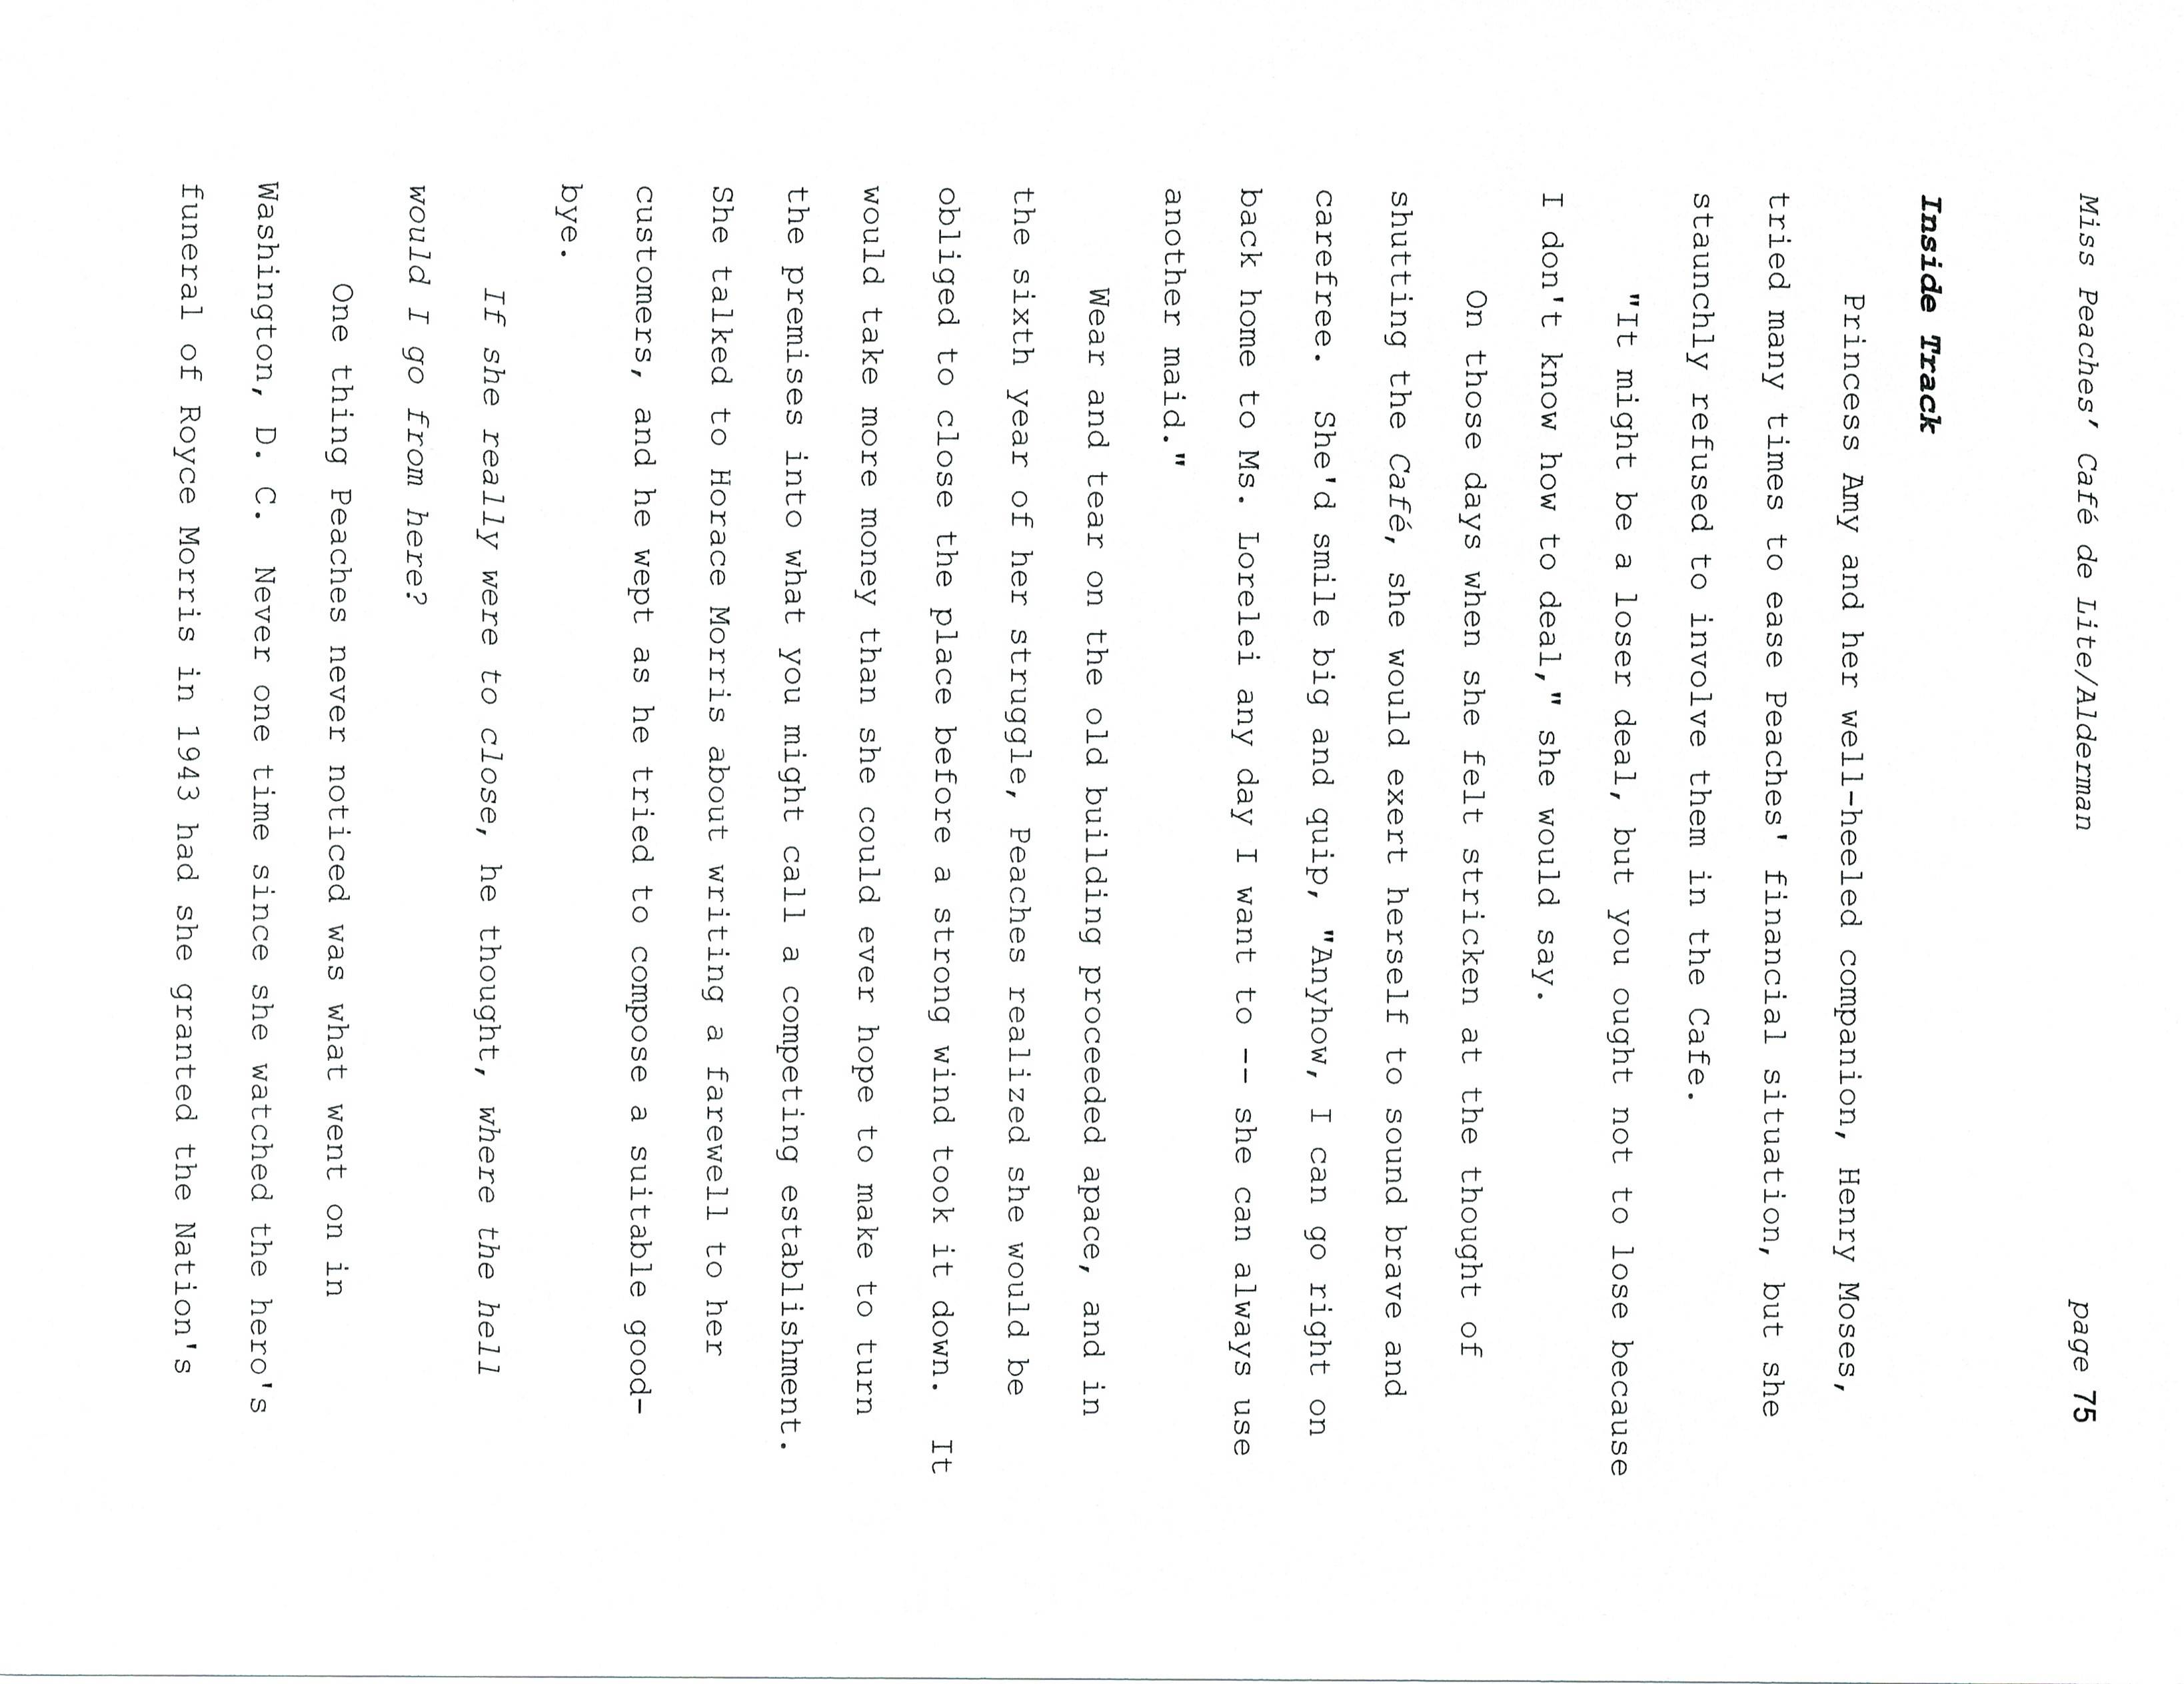 Miss Peaches’ Café de Lite/Alderman page 75
Inside Track
Princess Amy and her well-heeled companion, Henry Moses,
tried many times to ease Peaches' financial situation, but she
staunchly refused to involve them in the Cafe.
"It might be a loser deal, but you ought not to lose because
I don't know how to deal," she would say.
On those days when she felt stricken at the thought of
shutting the Café, she would exert herself to sound brave and
carefree.  She'd smile big and quip, "Anyhow, I can go right on
back home to Ms. Lorelei any day I want to -- she can always use
another maid."
Wear and tear on the old building proceeded apace, and in
the sixth year of her struggle, Peaches realized she would be
obliged to close the place before a strong wind took it down.  It
would take more money than she could ever hope to make to turn
the premises into what you might call a competing establishment.
She talked to Horace Morris about writing a farewell to her
customers, and he wept as he tried to compose a suitable good-
bye.
If she really were to close, he thought, where the hell
would I go from here?
One thing Peaches never noticed was what went on in
Washington, D. C.  Never one time since she watched the hero's
funeral of Royce Morris in 1943 had she granted the Nation's